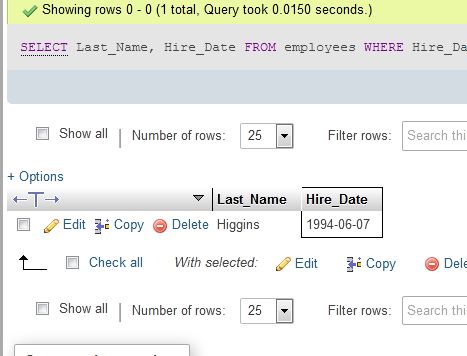 Showing rows 0 - 0 (1 total, Query took 0.0150 seconds.)
SELECT Last_Name, Hire_Date FROM employees WHERE Hire_Da
Show all | Number of rows: 25 Filter rows: Search thi
+ Options
←T→ Last_Name Hire_Date
Edit Copy Delete Higgins 1994-06-07
Check all With selected: Edit Copy Dele
Show all | Number of rows: 25 Filter rows: Search thi